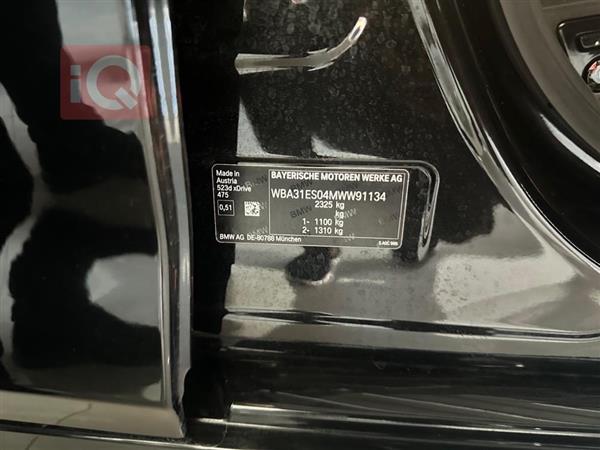 iQ
Made in
Austria
523d xDrive
475
0,51
BAYERISCHE MOTOREN WERKE AG
WBA31ES04MWW91134
2325 kg
kg
1- 1100 kg
2- 1310 kg
BMW AG DE-80788 München